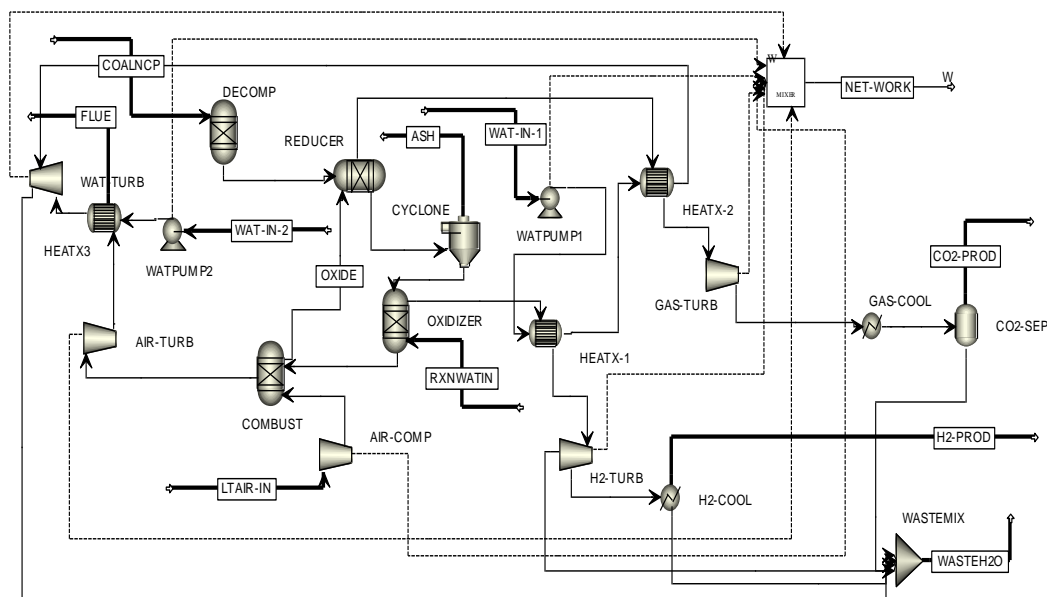 W
MIXER
NET-WORK
W
COALNCP
DECOMP
FLUE
REDUCER
ASH
WAT-IN-1
WAT-TURB
CYCLONE
HEATX-2
WATPUMP1
HEATX3
WAT-IN-2
WATPUMP2
OXIDE
GAS-TURB
CO2-PROD
GAS-COOL
CO2-SEP
AIR-TURB
OXIDIZER
HEATX-1
RXNWATIN
COMBUST
AIR-COMP
H2-PROD
LTAIR-IN
H2-TURB
H2-COOL
WASTEMIX
WASTEH2O